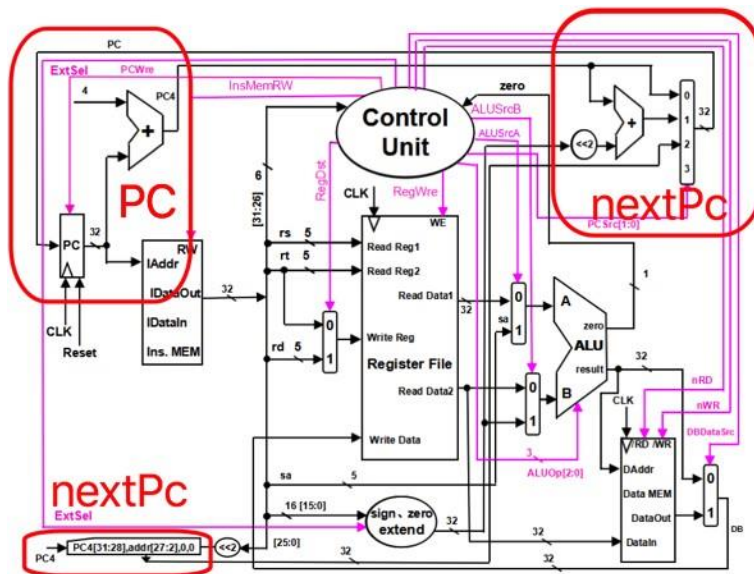 PC
ExtSel
PCWre
4
PC4
InsMemRW
PC
+
PC
32
CLK
Reset
RW
IAddr
IDataOut
IDataIn
Ins. MEM
32
6
[31:26]
Control
Unit
zero
ALUSrcB
ALUSrcA
RegDst
CLK
RegWre
WE
rs 5
rt 5
rd 5
0
1
Read Reg1
Read Reg2
Write Reg
Register File
Write Data
Read Data1
Read Data2
32
sa
0
1
0
1
A
B
zero
ALU
result
1
32
3
ALUOp[2:0]
<<2
+
0
1
2
3
32
nextPc
PCSrc[1:0]
nRD
nWR
DBDataSrc
CLK
/RD /WR
DAddr
Data MEM
DataOut
DataIn
0
1
DB
sa 5
16 [15:0]
sign、zero
extend
32
32
32
nextPc
ExtSel
PC4
PC4[31:28],addr[27:2],0,0
<<2
[25:0]